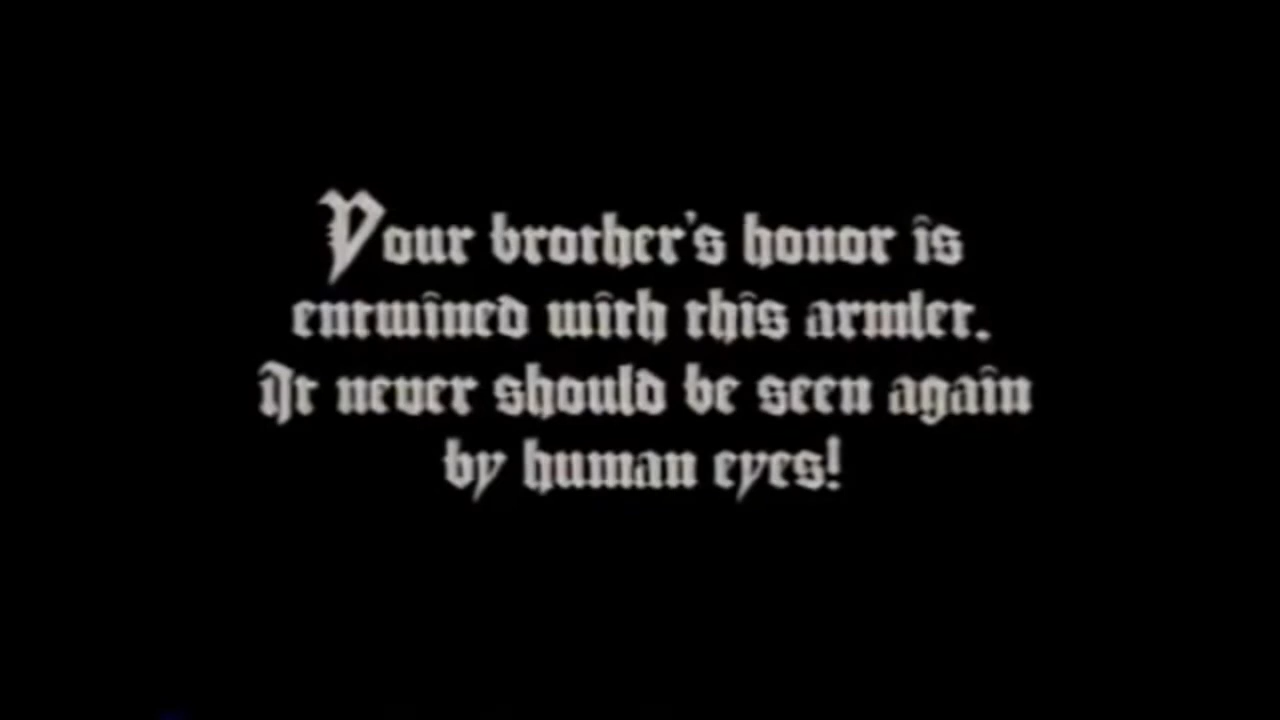 Your brother's honor is
entwined with this armlet.
It never should be seen again
by human eyes!